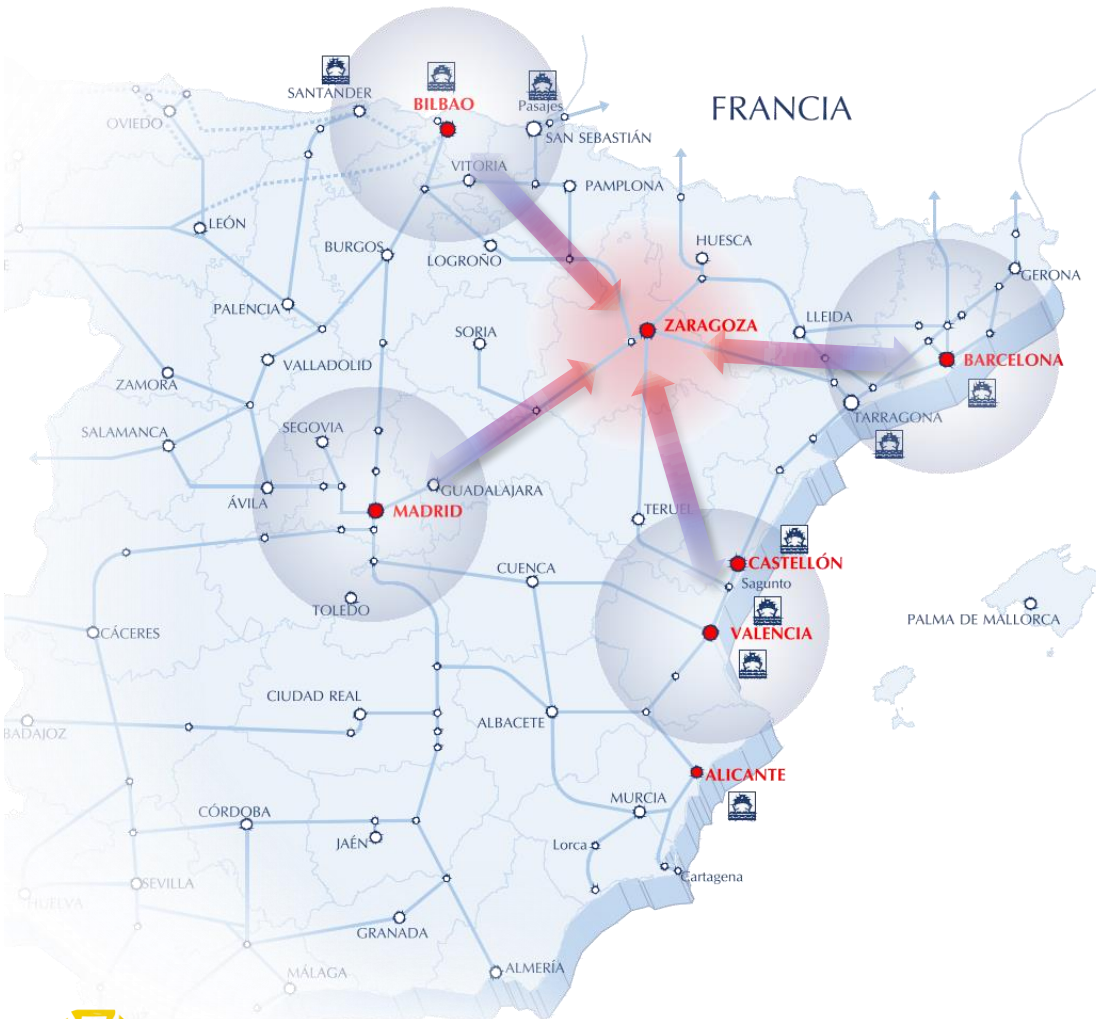 SANTANDER
BILBAO
Pasajes
FRANCIA
OVIEDO
SAN SEBASTIÁN
VITORIA
PAMPLONA
LEÓN
BURGOS
LOGROÑO
HUESCA
GERONA
PALENCIA
SORIA
ZARAGOZA
LLEIDA
VALLADOLID
BARCELONA
ZAMORA
TARRAGONA
SALAMANCA
SEGOVIA
ÁVILA
GUADALAJARA
MADRID
TERUEL
CASTELLÓN
CUENCA
Sagunto
TOLEDO
PALMA DE MALLORCA
CÁCERES
VALENCIA
CIUDAD REAL
ALBACETE
BADAJOZ
ALICANTE
MURCIA
CÓRDOBA
JAÉN
Lorca
Cartagena
SEVILLA
HUELVA
GRANADA
MÁLAGA
ALMERÍA